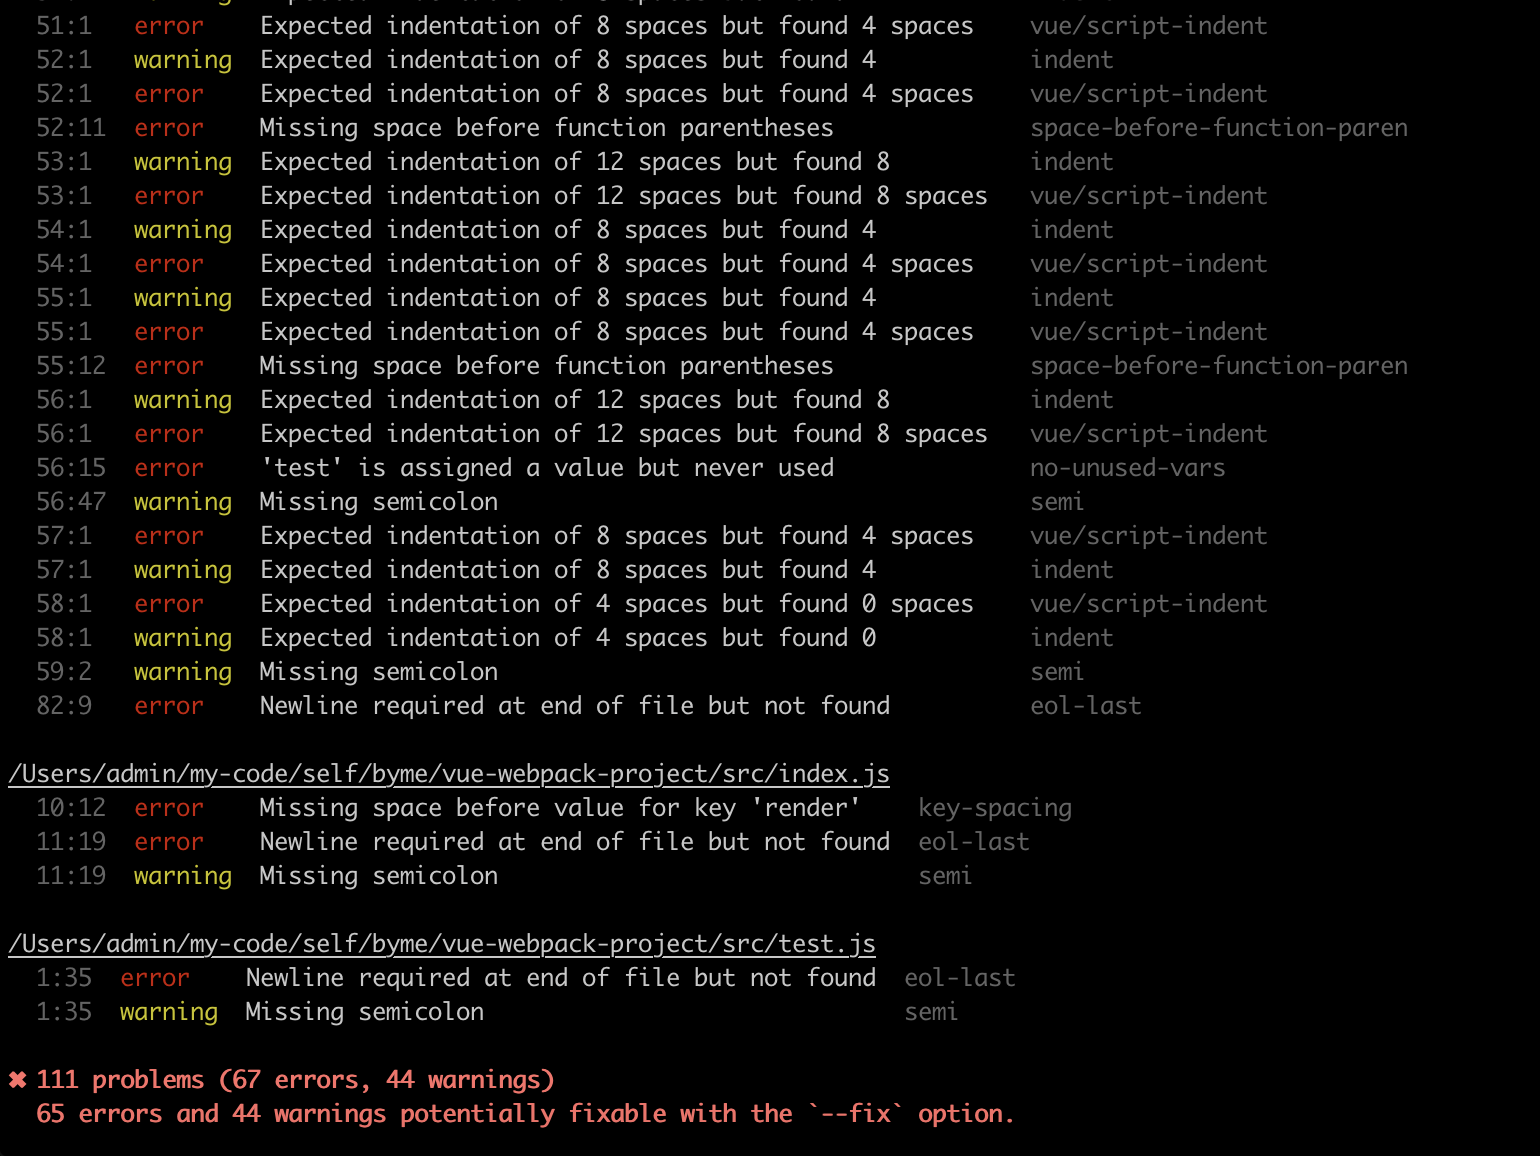 51:1 error Expected indentation of 8 spaces but found 4 spaces vue/script-indent
52:1 warning Expected indentation of 8 spaces but found 4 indent
52:1 error Expected indentation of 8 spaces but found 4 spaces vue/script-indent
52:11 error Missing space before function parentheses space-before-function-paren
53:1 warning Expected indentation of 12 spaces but found 8 indent
53:1 error Expected indentation of 12 spaces but found 8 spaces vue/script-indent
54:1 warning Expected indentation of 8 spaces but found 4 indent
54:1 error Expected indentation of 8 spaces but found 4 spaces vue/script-indent
55:1 warning Expected indentation of 8 spaces but found 4 indent
55:1 error Expected indentation of 8 spaces but found 4 spaces vue/script-indent
55:12 error Missing space before function parentheses space-before-function-paren
56:1 warning Expected indentation of 12 spaces but found 8 indent
56:1 error Expected indentation of 12 spaces but found 8 spaces vue/script-indent
56:15 error 'test' is assigned a value but never used no-unused-vars
56:47 warning Missing semicolon semi
57:1 error Expected indentation of 8 spaces but found 4 spaces vue/script-indent
57:1 warning Expected indentation of 8 spaces but found 4 indent
58:1 error Expected indentation of 4 spaces but found 0 spaces vue/script-indent
58:1 warning Expected indentation of 4 spaces but found 0 indent
59:2 warning Missing semicolon semi
82:9 error Newline required at end of file but not found eol-last
/Users/admin/my-code/self/byme/vue-webpack-project/src/index.js
10:12 error Missing space before value for key 'render' key-spacing
11:19 error Newline required at end of file but not found eol-last
11:19 warning Missing semicolon semi
/Users/admin/my-code/self/byme/vue-webpack-project/src/test.js
1:35 error Newline required at end of file but not found eol-last
1:35 warning Missing semicolon semi
✖ 111 problems (67 errors, 44 warnings)
65 errors and 44 warnings potentially fixable with the `--fix` option.